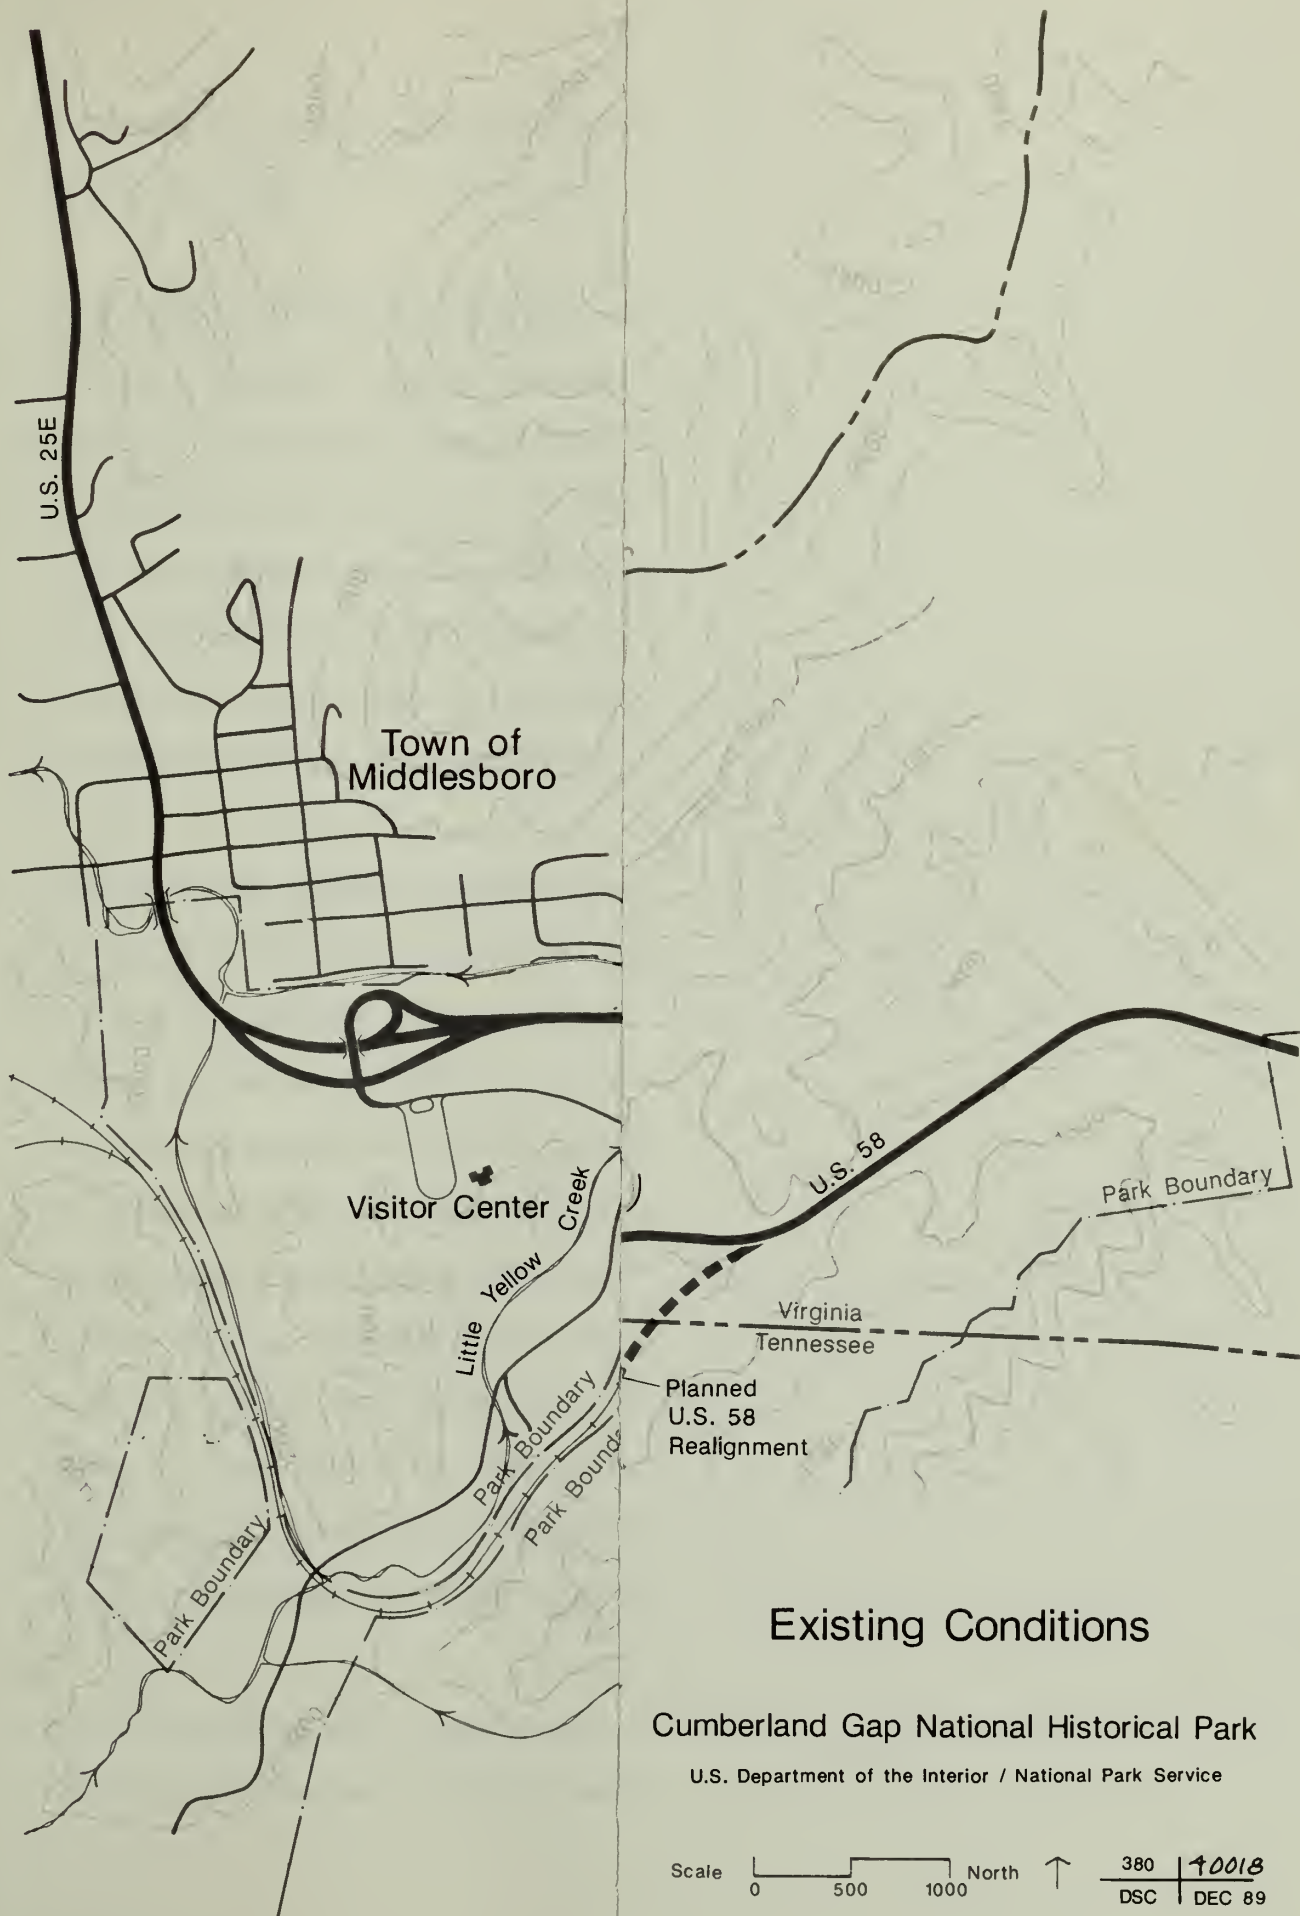 U.S. 25E
Town of
Middlesboro
Visitor Center
Little Yellow Creek
Park Boundary
Park Boundary
Park Bounda
U.S. 58
Park Boundary
Virginia
Tennessee
Planned
U.S. 58
Realignment
Existing Conditions
Cumberland Gap National Historical Park
U.S. Department of the Interior / National Park Service
Scale 0 500 1000 North
380 40018
DSC DEC 89